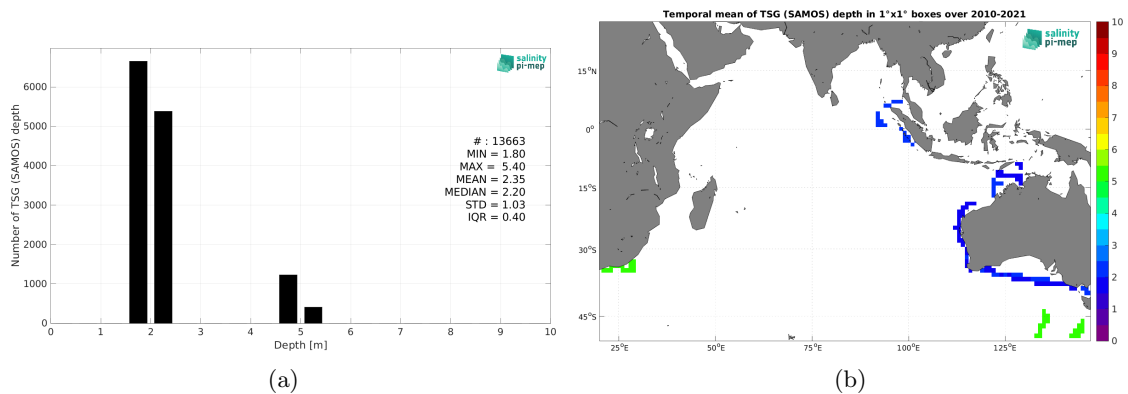 Temporal mean of TSG (SAMOS) depth in 1°x1° boxes over 2010-2021
Number of TSG (SAMOS) depth
6000
5000
4000
3000
2000
1000
0
salinity
pi-mep
# : 13663
MIN = 1.80
MAX = 5.40
MEAN = 2.35
MEDIAN = 2.20
STD = 1.03
IQR = 0.40
0 1 2 3 4 5 6 7 8 9 10
Depth [m]
(a)
salinity
pi-mep
15°N
0°
15°S
30°S
45°S
25°E 50°E 75°E 100°E 125°E
10
9
8
7
6
5
4
3
2
1
0
(b)